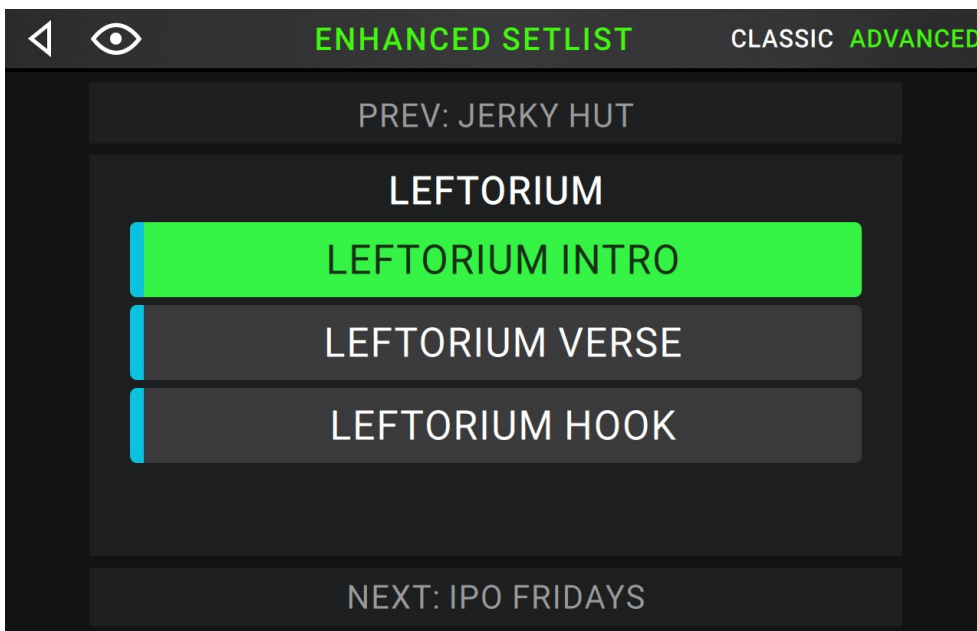 ENHANCED SETLIST CLASSIC ADVANCED
PREV: JERKY HUT
LEFTORIUM
LEFTORIUM INTRO
LEFTORIUM VERSE
LEFTORIUM HOOK
NEXT: IPO FRIDAYS